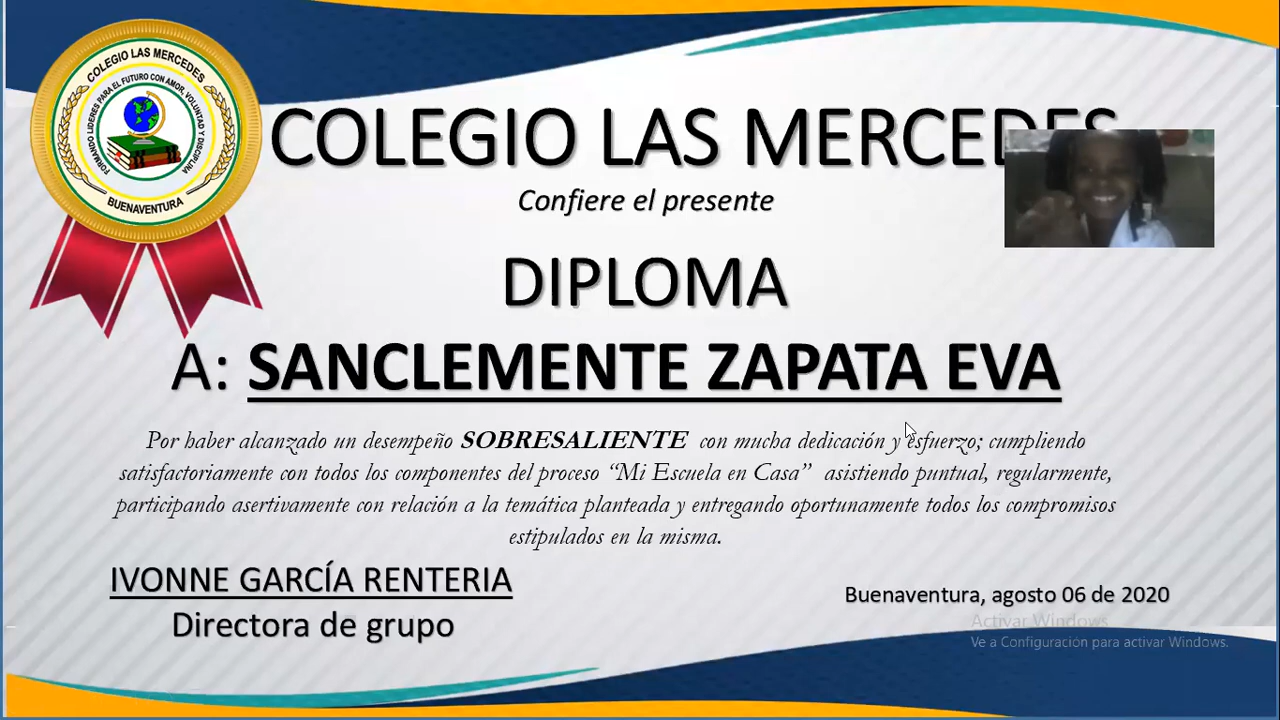 COLEGIO LAS MERCEDES
FORMANDO LIDERES PARA EL FUTURO CON AMOR, VOLUNTAD Y DISCIPLINA
BUENAVENTURA
COLEGIO LAS MERCEDES
Confiere el presente
DIPLOMA
A: SANCLEMENTE ZAPATA EVA
Por haber alcanzado un desempeño SOBRESALIENTE con mucha dedicación y esfuerzo; cumpliendo
satisfactoriamente con todos los componentes del proceso “Mi Escuela en Casa” asistiendo puntual, regularmente,
participando asertivamente con relación a la temática planteada y entregando oportunamente todos los compromisos
estipulados en la misma.
IVONNE GARCÍA RENTERIA
Directora de grupo
Buenaventura, agosto 06 de 2020
Activar Windows
Ve a Configuración para activar Windows.